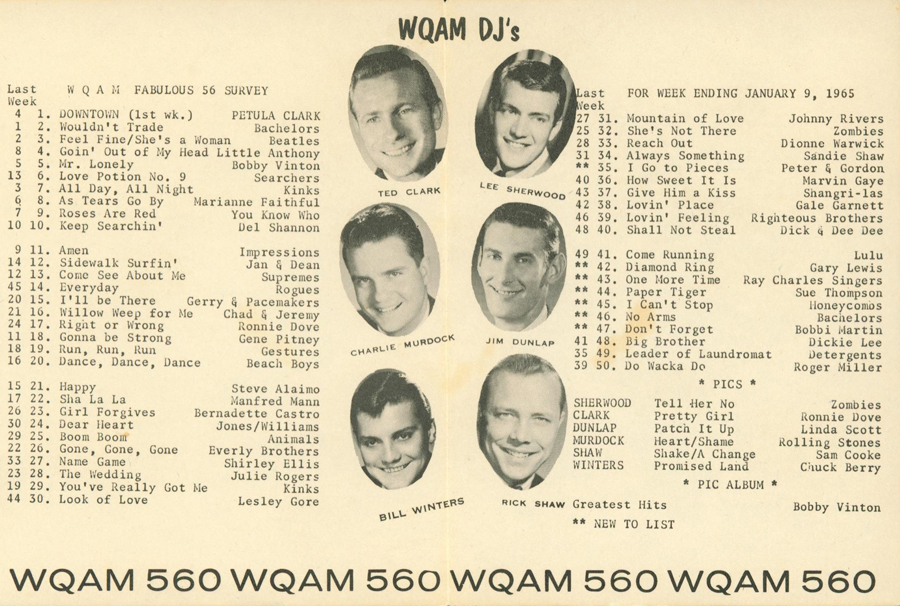 WQAM DJ's
Last W Q A M FABULOUS 56 SURVEY
Week
4 1. DOWNTOWN (1st wk.) PETULA CLARK
1 2. Wouldn't Trade Bachelors
2 3. Feel Fine/She's a Woman Beatles
8 4. Goin' Out of My Head Little Anthony
5 5. Mr. Lonely Bobby Vinton
13 6. Love Potion No. 9 Searchers
3 7. All Day, All Night Kinks
6 8. As Tears Go By Marianne Faithful
7 9. Roses Are Red You Know Who
10 10. Keep Searchin' Del Shannon
9 11. Amen Impressions
14 12. Sidewalk Surfin' Jan & Dean
12 13. Come See About Me Supremes
45 14. Everyday Rogues
20 15. I'll be There Gerry & Pacemakers
21 16. Willow Weep for Me Chad & Jeremy
24 17. Right or Wrong Ronnie Dove
11 18. Gonna be Strong Gene Pitney
18 19. Run, Run, Run Gestures
16 20. Dance, Dance, Dance Beach Boys
15 21. Happy Steve Alaimo
17 22. Sha La La Manfred Mann
26 23. Girl Forgives Bernadette Castro
30 24. Dear Heart Jones/Williams
29 25. Boom Boom Animals
22 26. Gone, Gone, Gone Everly Brothers
33 27. Name Game Shirley Ellis
23 28. The Wedding Julie Rogers
19 29. You've Really Got Me Kinks
44 30. Look of Love Lesley Gore
TED CLARK
LEE SHERWOOD
CHARLIE MURDOCK
JIM DUNLAP
BILL WINTERS
RICK SHAW
Last FOR WEEK ENDING JANUARY 9, 1965
Week
27 31. Mountain of Love Johnny Rivers
25 32. She's Not There Zombies
28 33. Reach Out Dionne Warwick
31 34. Always Something Sandie Shaw
** 35. I Go to Pieces Peter & Gordon
40 36. How Sweet It Is Marvin Gaye
43 37. Give Him a Kiss Shangri-las
42 38. Lovin' Place Gale Garnett
46 39. Lovin' Feeling Righteous Brothers
48 40. Shall Not Steal Dick & Dee Dee
49 41. Come Running Lulu
** 42. Diamond Ring Gary Lewis
** 43. One More Time Ray Charles Singers
** 44. Paper Tiger Sue Thompson
** 45. I Can't Stop Honeycombs
** 46. No Arms Bachelors
** 47. Don't Forget Bobbi Martin
41 48. Big Brother Dickie Lee
35 49. Leader of Laundromat Detergents
39 50. Do Wacka Do Roger Miller
* PICS *
SHERWOOD Tell Her No Zombies
CLARK Pretty Girl Ronnie Dove
DUNLAP Patch It Up Linda Scott
MURDOCK Heart/Shame Rolling Stones
SHAW Shake/A Change Sam Cooke
WINTERS Promised Land Chuck Berry
* PIC ALBUM *
Greatest Hits Bobby Vinton
** NEW TO LIST
WQAM 560 WQAM 560 WQAM 560 WQAM 560